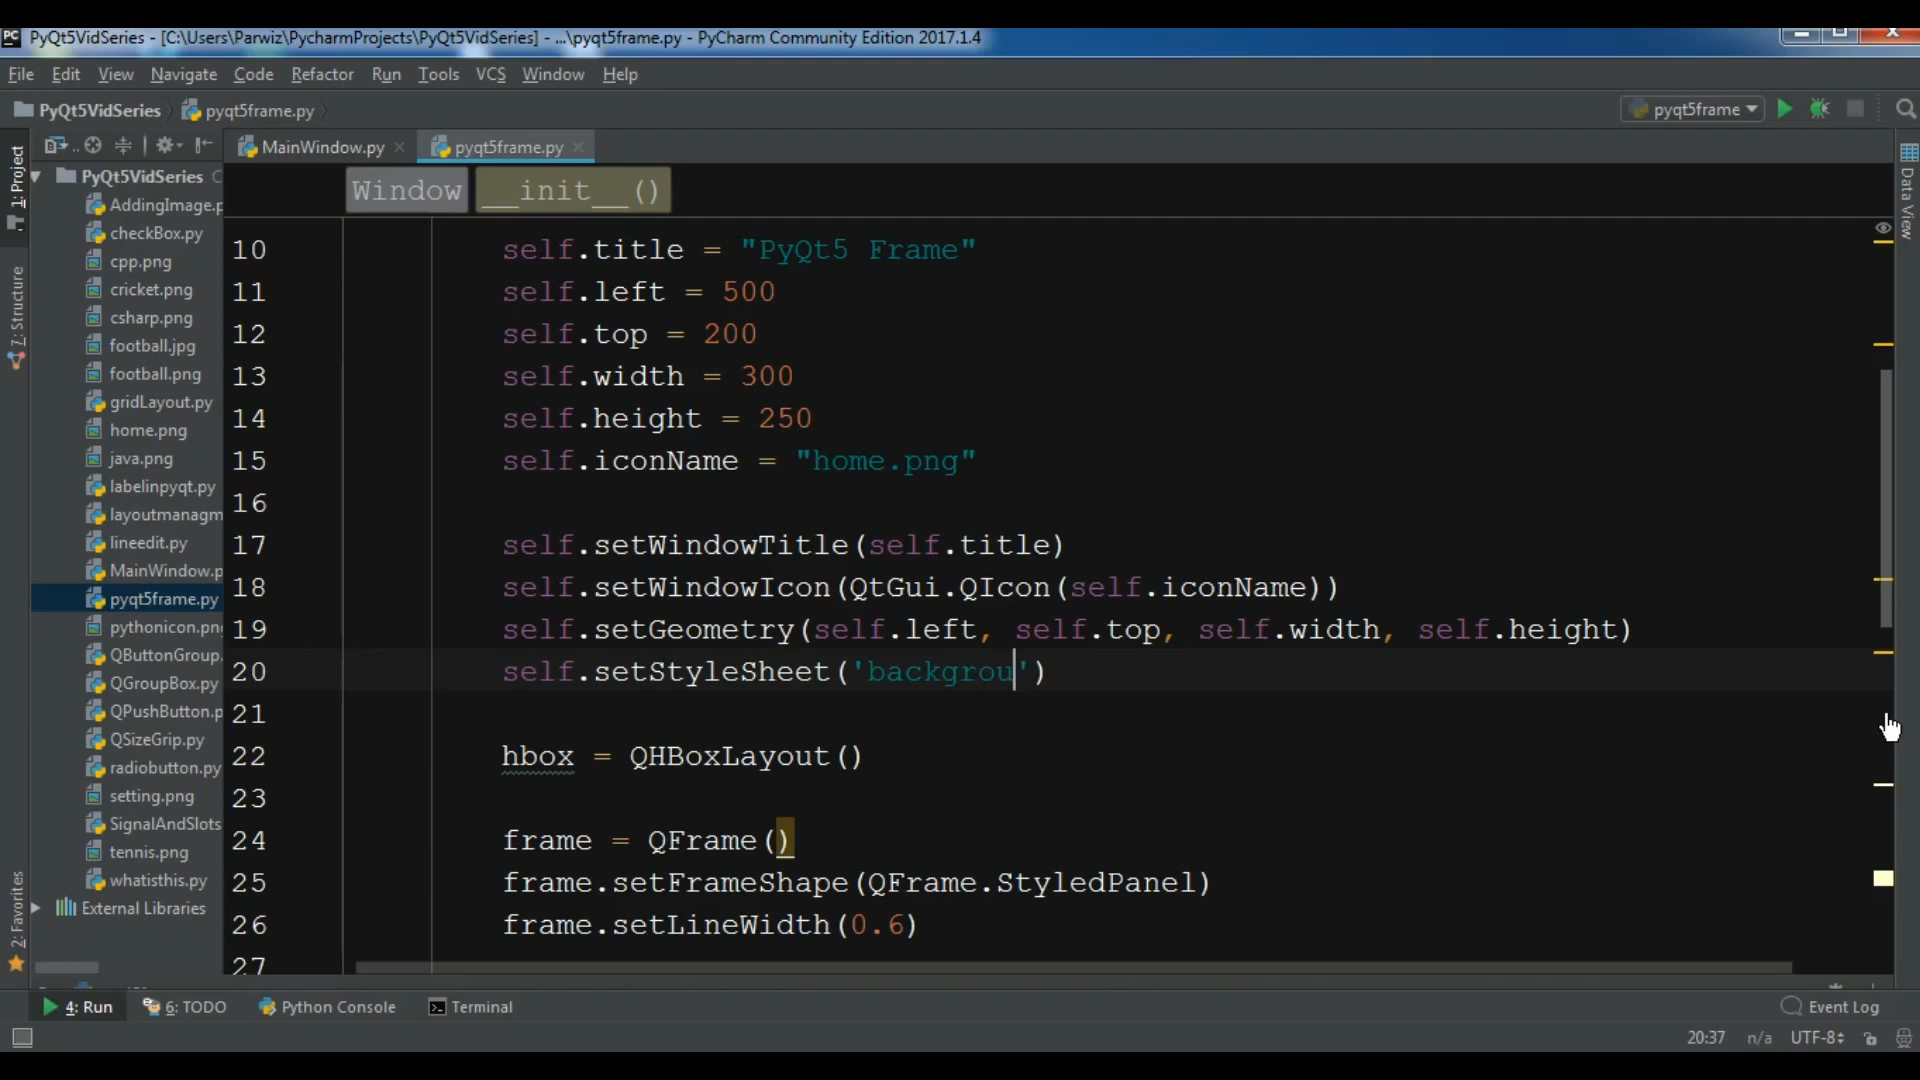 PyQt5VidSeries - [C:\Users\Parwiz\PycharmProjects\PyQt5VidSeries] - ...\pyqt5frame.py - PyCharm Community Edition 2017.1.4
File Edit View Navigate Code Refactor Run Tools VCS Window Help
PyQt5VidSeries pyqt5frame.py pyqt5frame
MainWindow.py pyqt5frame.py
Window __init__()
1: Project
7: Structure
2: Favorites
PyQt5VidSeries C
AddingImage.p
checkBox.py
cpp.png
cricket.png
csharp.png
football.jpg
football.png
gridLayout.py
home.png
java.png
labelinpyqt.py
layoutmanagm
lineedit.py
MainWindow.p
pyqt5frame.py
pythonicon.pn
QButtonGroup.
QGroupBox.py
QPushButton.p
QSizeGrip.py
radiobutton.py
setting.png
SignalAndSlots
tennis.png
whatisthis.py
External Libraries
10 self.title = "PyQt5 Frame"
11 self.left = 500
12 self.top = 200
13 self.width = 300
14 self.height = 250
15 self.iconName = "home.png"
16
17 self.setWindowTitle(self.title)
18 self.setWindowIcon(QtGui.QIcon(self.iconName))
19 self.setGeometry(self.left, self.top, self.width, self.height)
20 self.setStyleSheet('backgrou')
21
22 hbox = QHBoxLayout()
23
24 frame = QFrame()
25 frame.setFrameShape(QFrame.StyledPanel)
26 frame.setLineWidth(0.6)
27
Data View
4: Run 6: TODO Python Console Terminal Event Log
20:37 n/a UTF-8